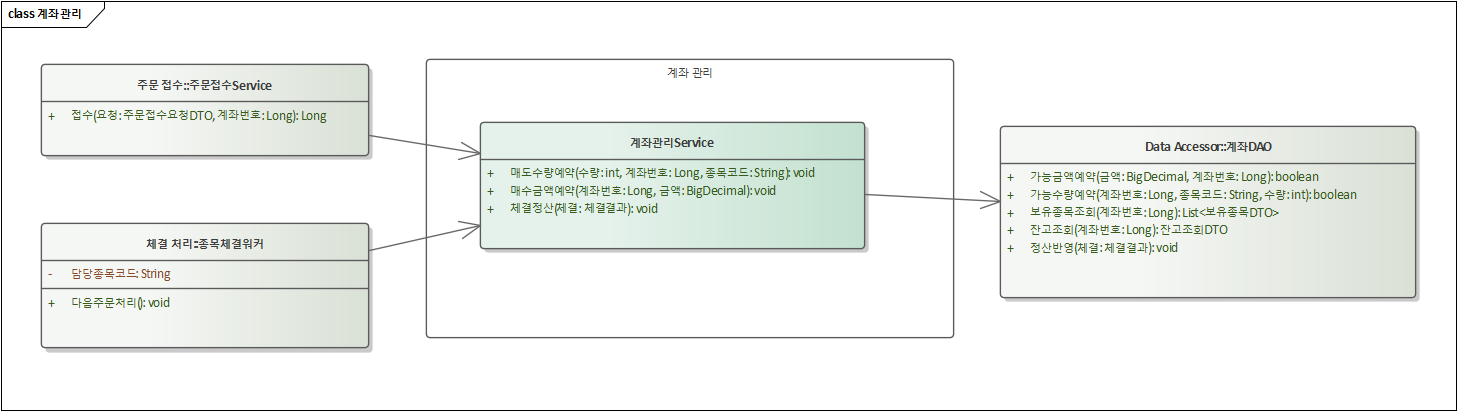 class 계좌관리
주문 접수::주문접수Service
+ 접수(요청: 주문접수요청DTO, 계좌번호: Long): Long
체결 처리::종목체결워커
- 담당종목코드: String
+ 다음주문처리(): void
계좌 관리
계좌관리Service
+ 매도수량예약(수량: int, 계좌번호: Long, 종목코드: String): void
+ 매수금액예약(계좌번호: Long, 금액: BigDecimal): void
+ 체결정산(체결: 체결결과): void
Data Accessor::계좌DAO
+ 가능금액예약(금액: BigDecimal, 계좌번호: Long): boolean
+ 가능수량예약(계좌번호: Long, 종목코드: String, 수량: int): boolean
+ 보유종목조회(계좌번호: Long): List<보유종목DTO>
+ 잔고조회(계좌번호: Long): 잔고조회DTO
+ 정산반영(체결: 체결결과): void